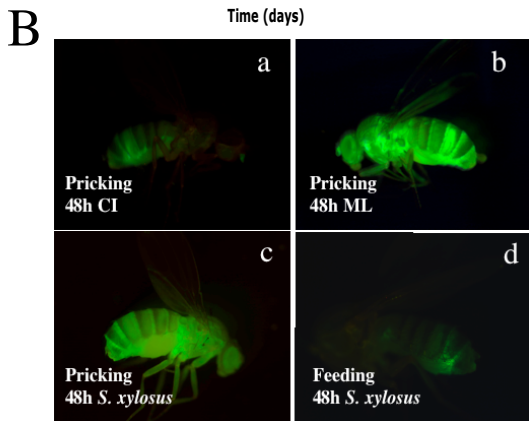 Time (days)
B
a
b
Pricking
48h CI
Pricking
48h ML
c
d
Pricking
48h S. xylosus
Feeding
48h S. xylosus